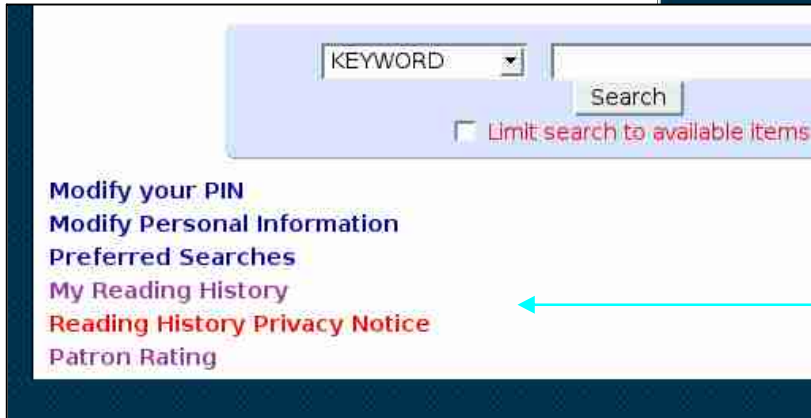 KEYWORD
Search
Limit search to available items
Modify your PIN
Modify Personal Information
Preferred Searches
My Reading History
Reading History Privacy Notice
Patron Rating